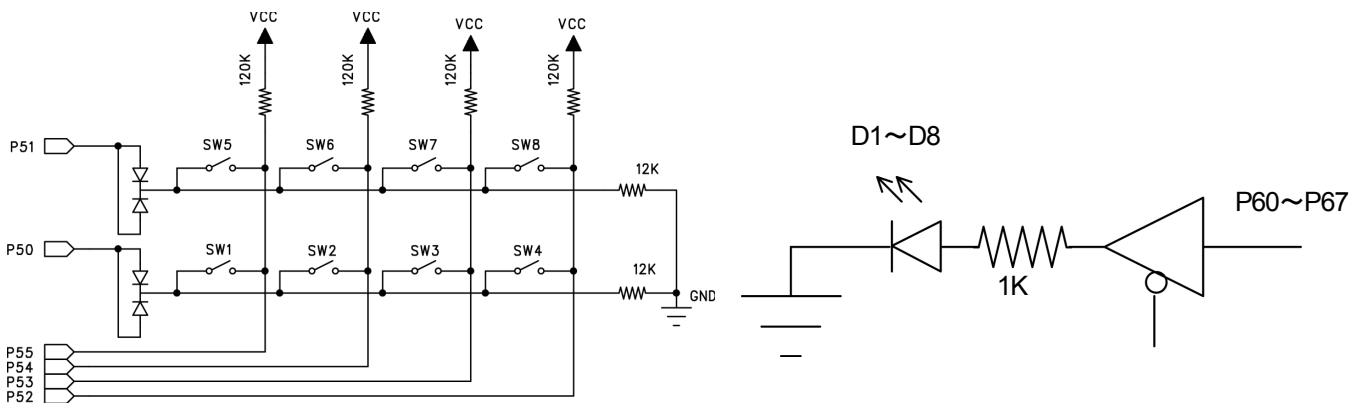 VCC VCC VCC VCC
120K 120K 120K 120K
D1~D8
P51 SW5 SW6 SW7 SW8 12K
P60~P67
P50 SW1 SW2 SW3 SW4 12K
GND
1K
P55
P54
P53
P52